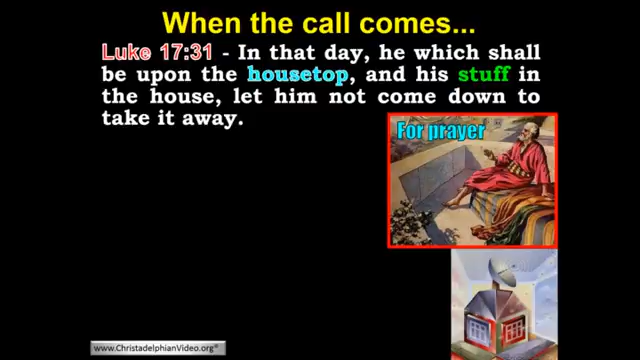 When the call comes...
Luke 17:31 - In that day, he which shall
be upon the housetop, and his stuff in
the house, let him not come down to
take it away.
For prayer
www.ChristadelphianVideo.org®